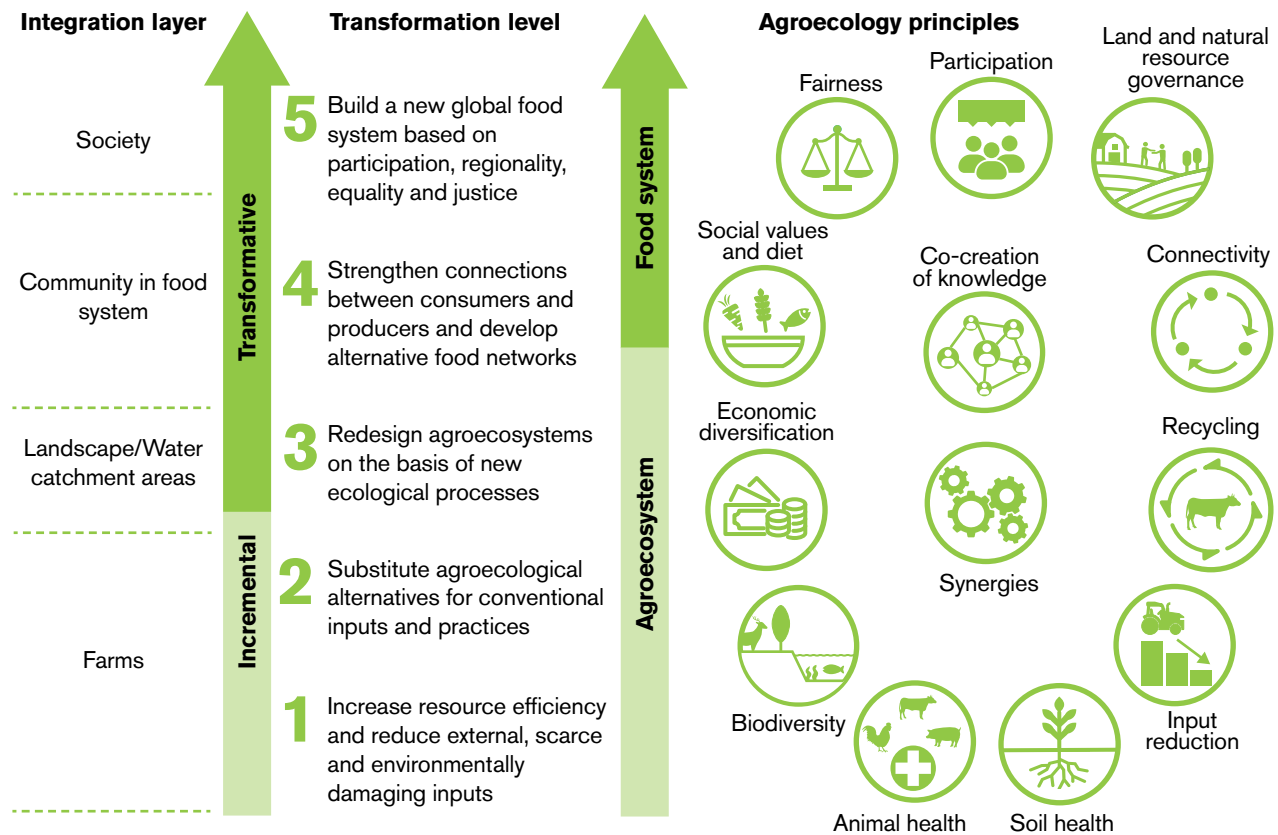 Integration layer
Transformation level
Agroecology principles
Society
Community in food
system
Landscape/Water
catchment areas
Farms
Transformative
Incremental
5
Build a new global food
system based on
participation, regionality,
equality and justice
4
Strengthen connections
between consumers and
producers and develop
alternative food networks
3
Redesign agroecosystems
on the basis of new
ecological processes
2
Substitute agroecological
alternatives for conventional
inputs and practices
1
Increase resource efficiency
and reduce external, scarce
and environmentally
damaging inputs
Food system
Agroecosystem
Fairness
Participation
Land and natural
resource
governance
Social values
and diet
Co-creation
of knowledge
Connectivity
Economic
diversification
Synergies
Recycling
Biodiversity
Animal health
Soil health
Input
reduction